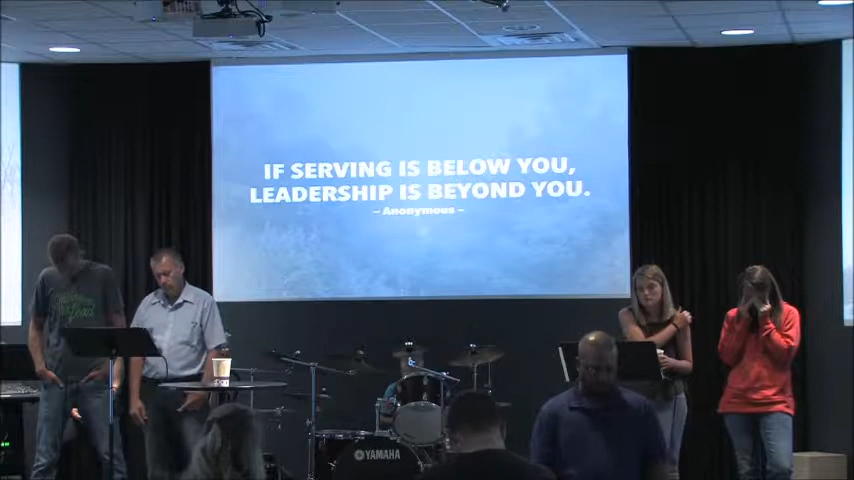 IF SERVING IS BELOW YOU,
LEADERSHIP IS BEYOND YOU.
– Anonymous –
YAMAHA